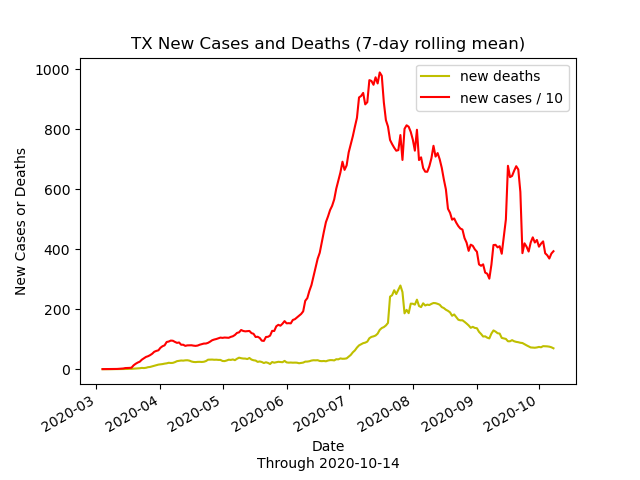 TX New Cases and Deaths (7-day rolling mean)
new deaths
new cases / 10
1000
800
600
400
200
0
New Cases or Deaths
2020-03
2020-04
2020-05
2020-06
2020-07
2020-08
2020-09
2020-10
Date
Through 2020-10-14